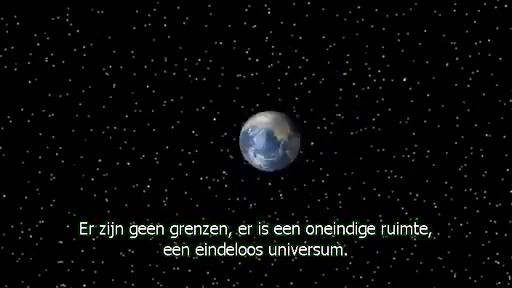 Er zijn geen grenzen, er is een oneindige ruimte,
een eindeloos universum.